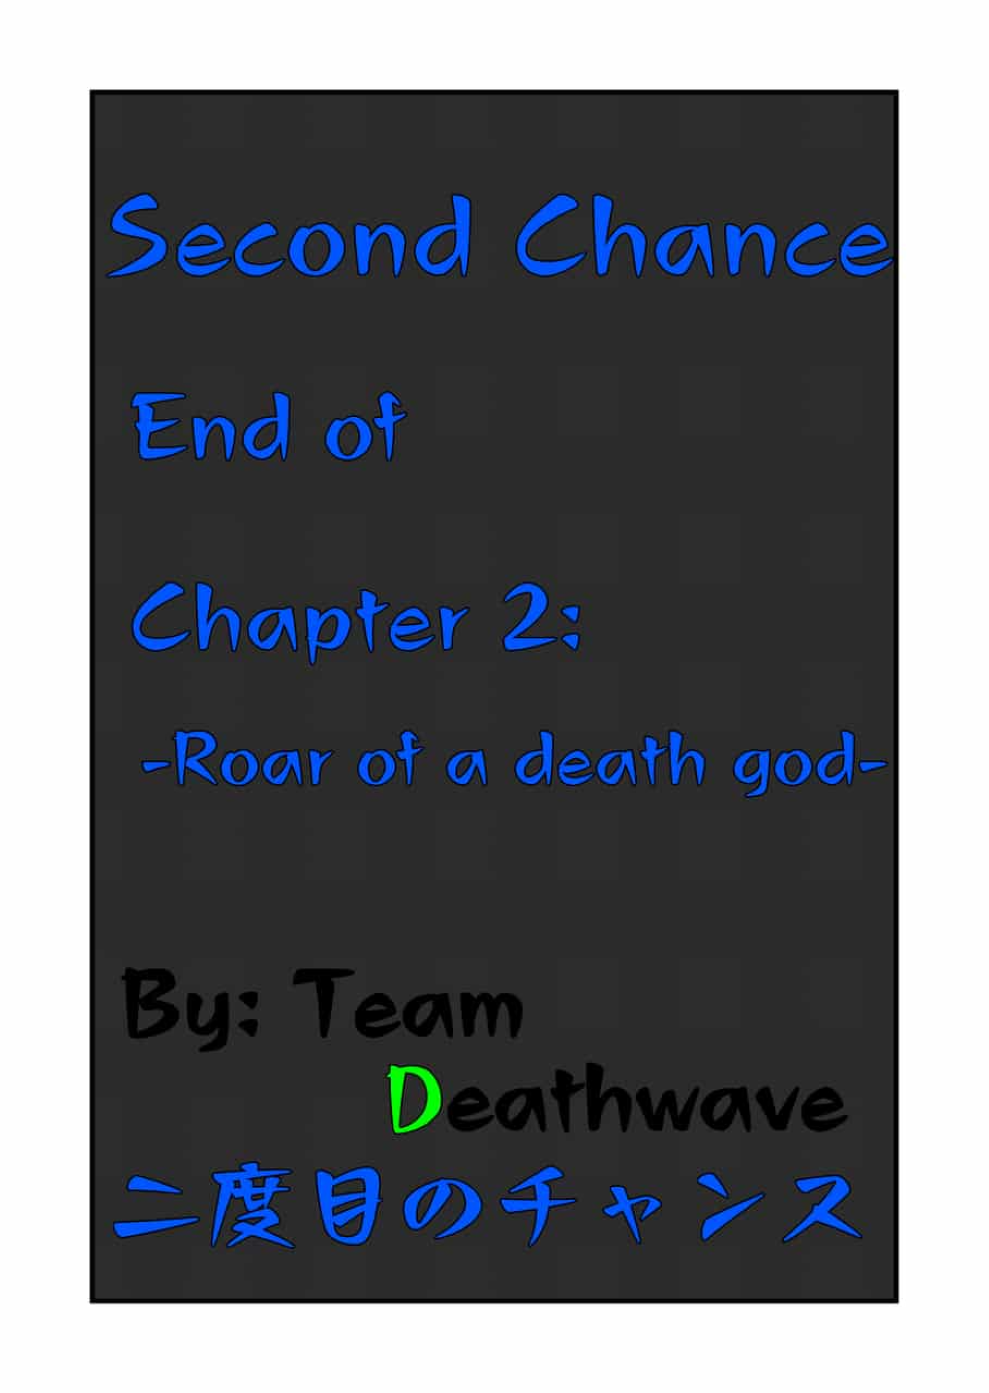 Second Chance
End of
Chapter 2:
-Roar of a death god-
By: Team
Deathwave
二度目のチャンス